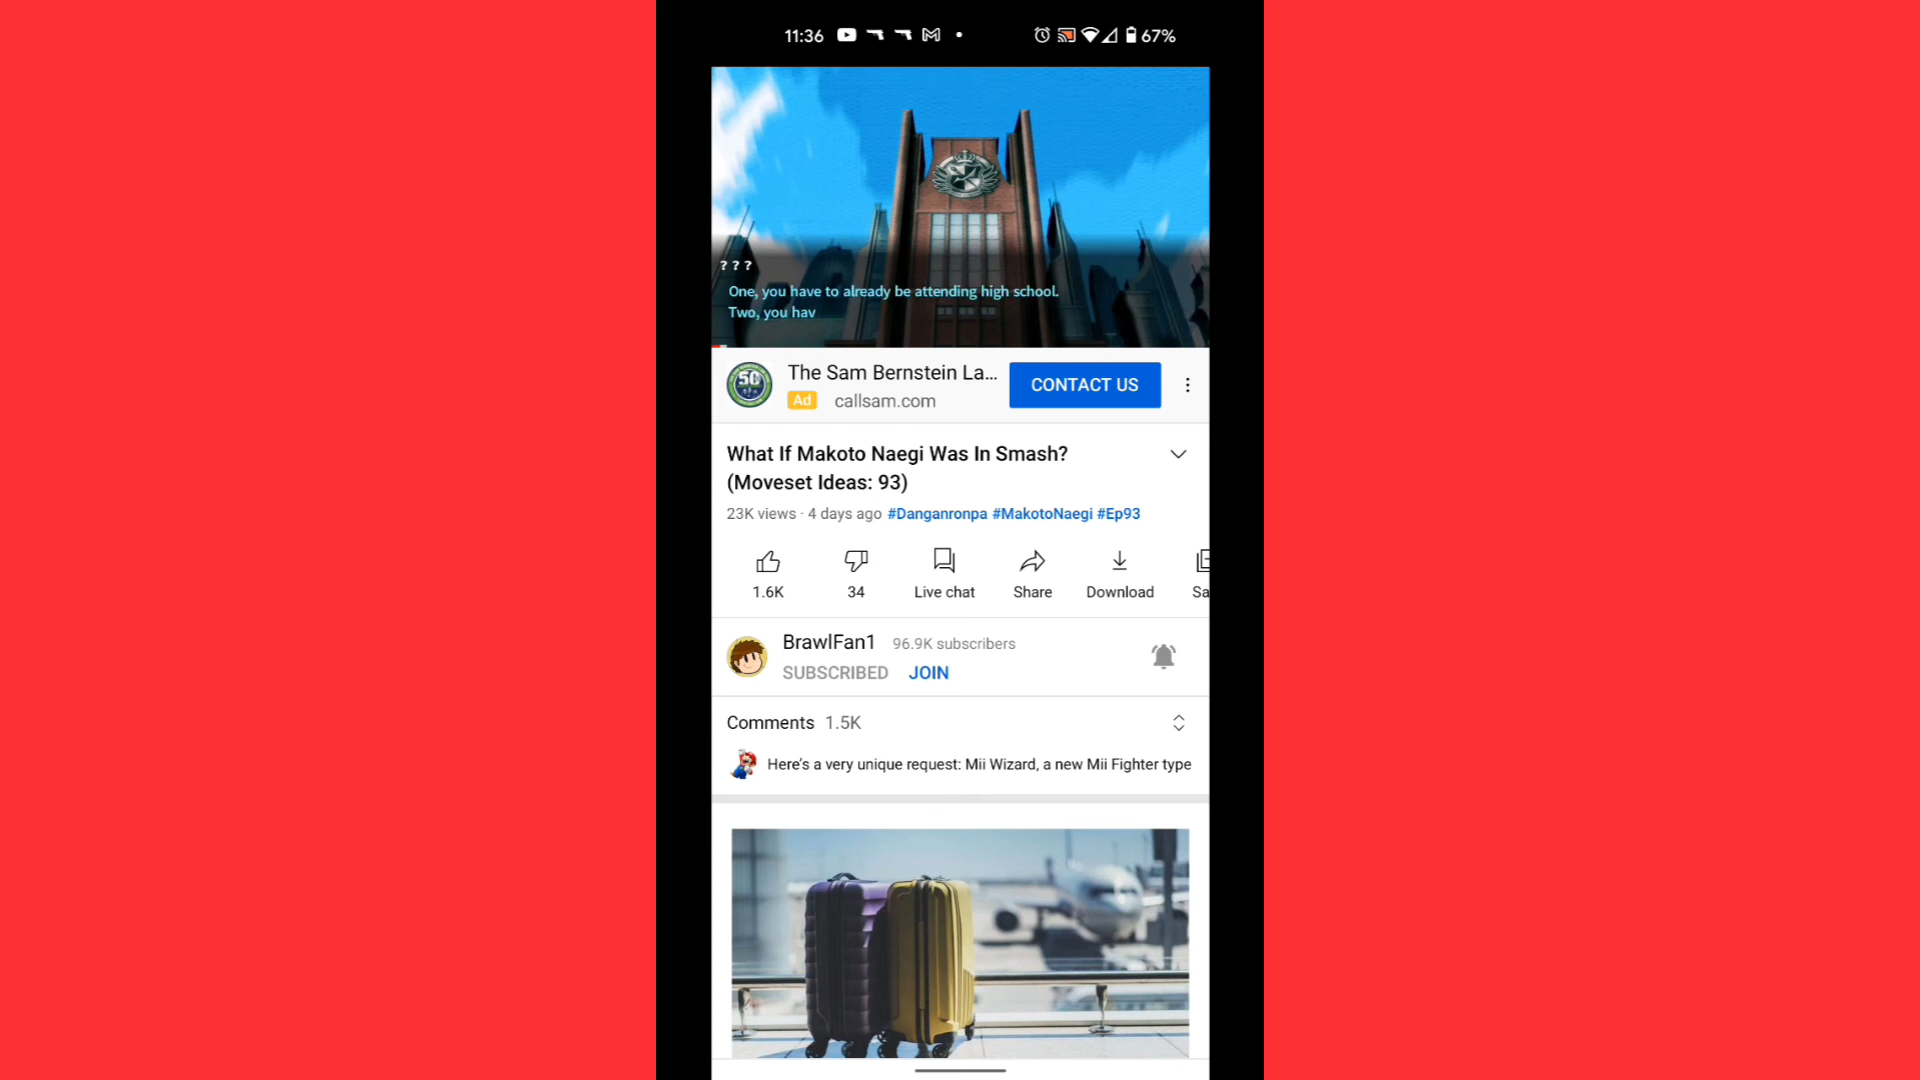 11:36
67%
? ? ?
One, you have to already be attending high school.
Two, you hav
50
The Sam Bernstein La...
CONTACT US
Ad callsam.com
What If Makoto Naegi Was In Smash?
(Moveset Ideas: 93)
23K views · 4 days ago #Danganronpa #MakotoNaegi #Ep93
1.6K 34 Live chat Share Download Sa
BrawlFan1 96.9K subscribers
SUBSCRIBED JOIN
Comments 1.5K
Here's a very unique request: Mii Wizard, a new Mii Fighter type